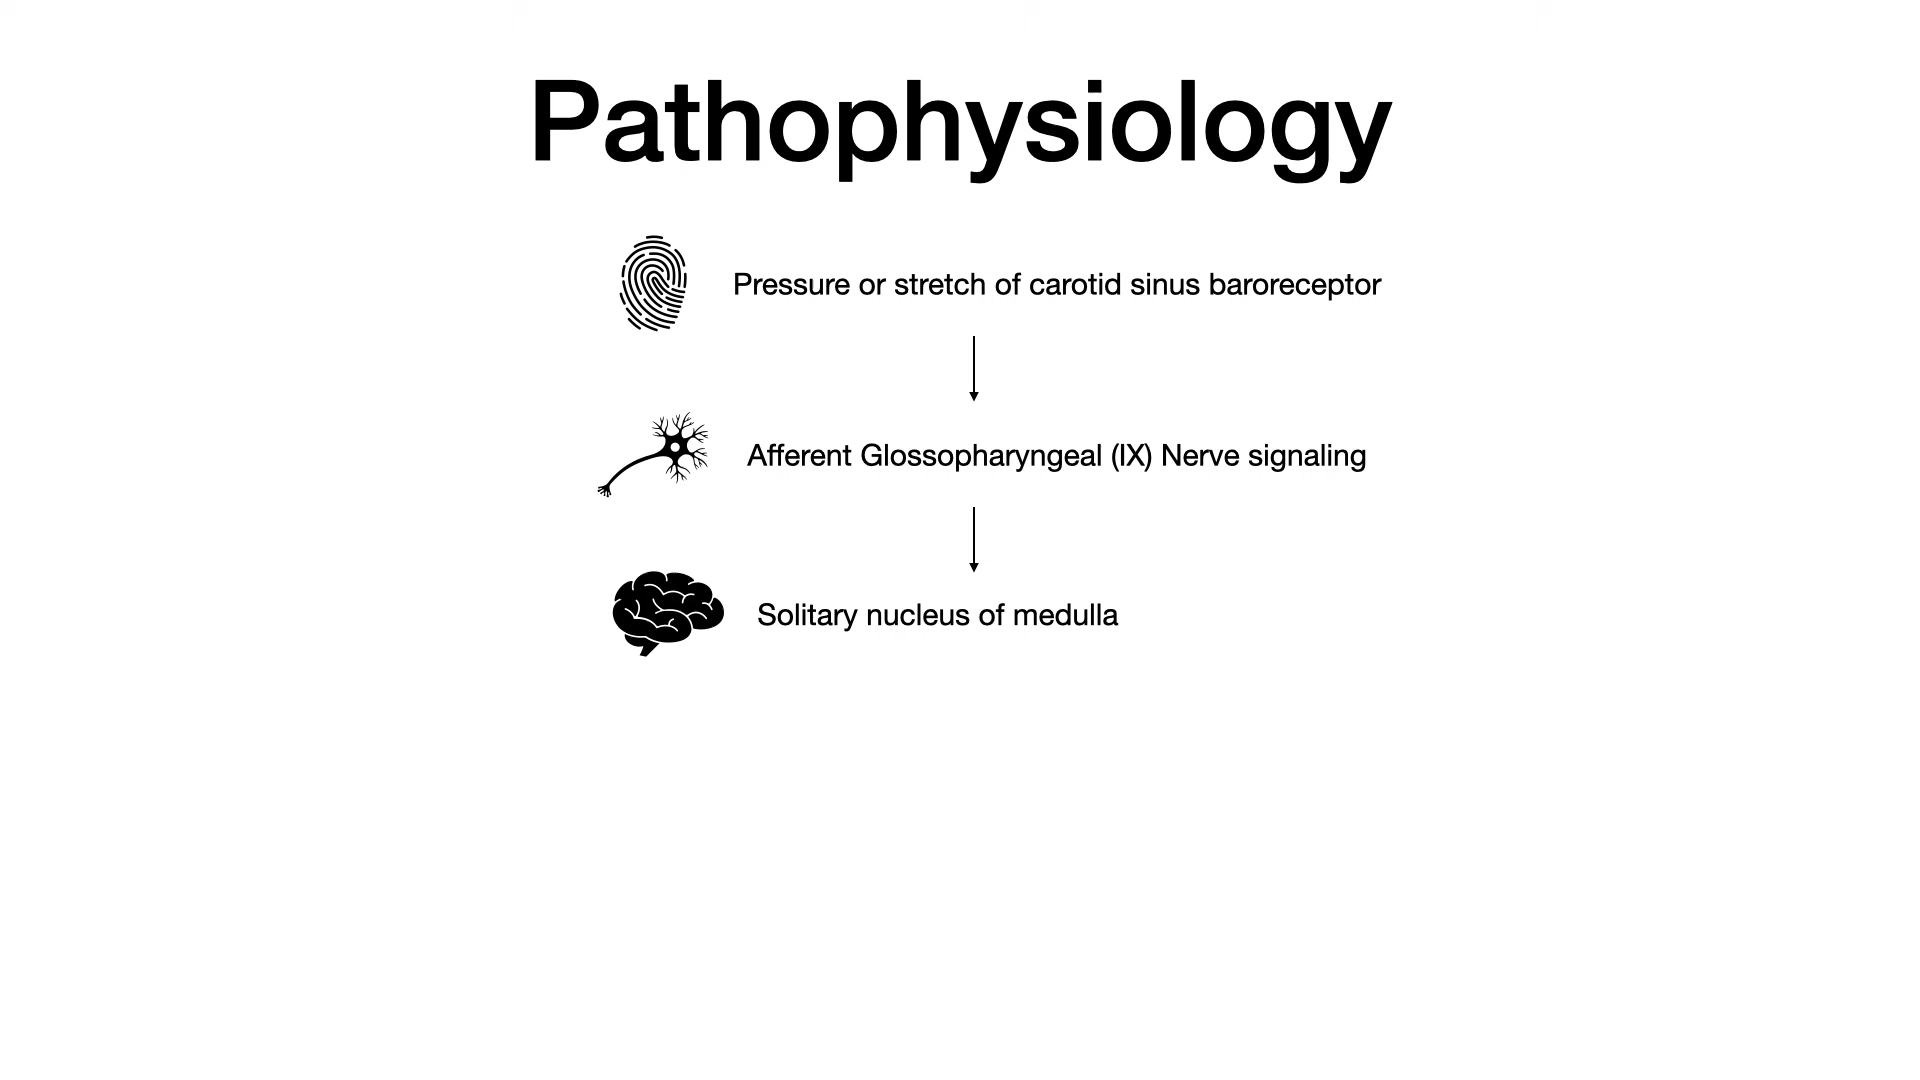 Pathophysiology
Pressure or stretch of carotid sinus baroreceptor
Afferent Glossopharyngeal (IX) Nerve signaling
Solitary nucleus of medulla